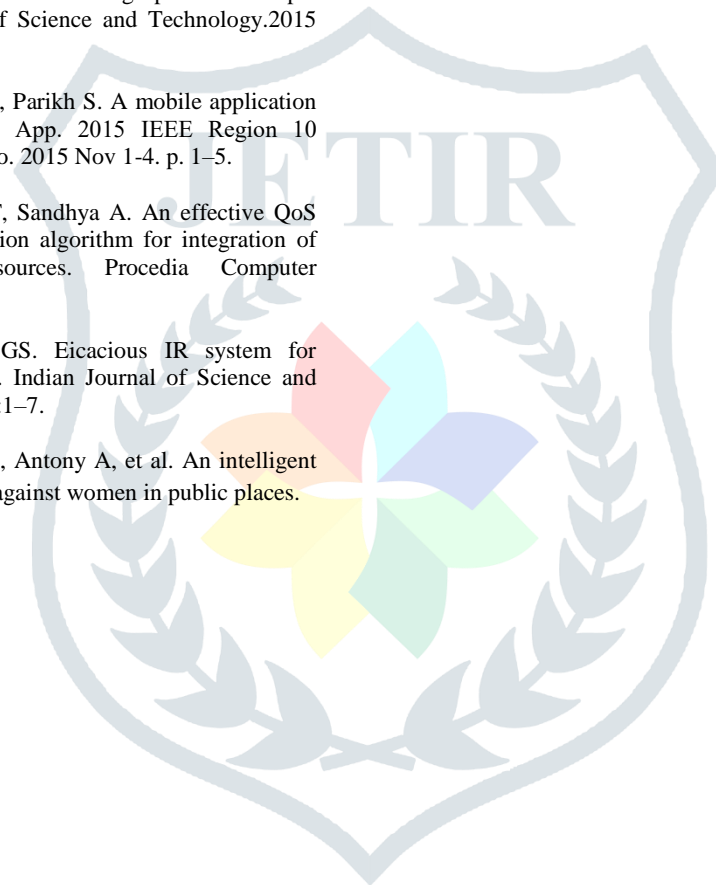 f Science and Technology.2015
JETIR
, Parikh S. A mobile application
App. 2015 IEEE Region 10
o. 2015 Nov 1-4. p. 1–5.
, Sandhya A. An effective QoS
ion algorithm for integration of
sources. Procedia Computer
GS. Eicacious IR system for
. Indian Journal of Science and
:1–7.
, Antony A, et al. An intelligent
against women in public places.